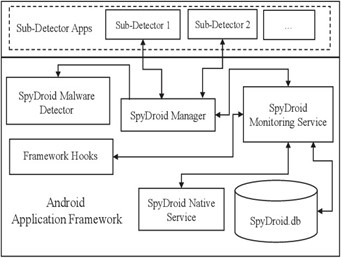 Sub-Detector Apps
Sub-Detector 1
Sub-Detector 2
...
SpyDroid Malware
Detector
SpyDroid Manager
SpyDroid
Monitoring Service
Framework Hooks
Android
Application Framework
SpyDroid Native
Service
SpyDroid.db